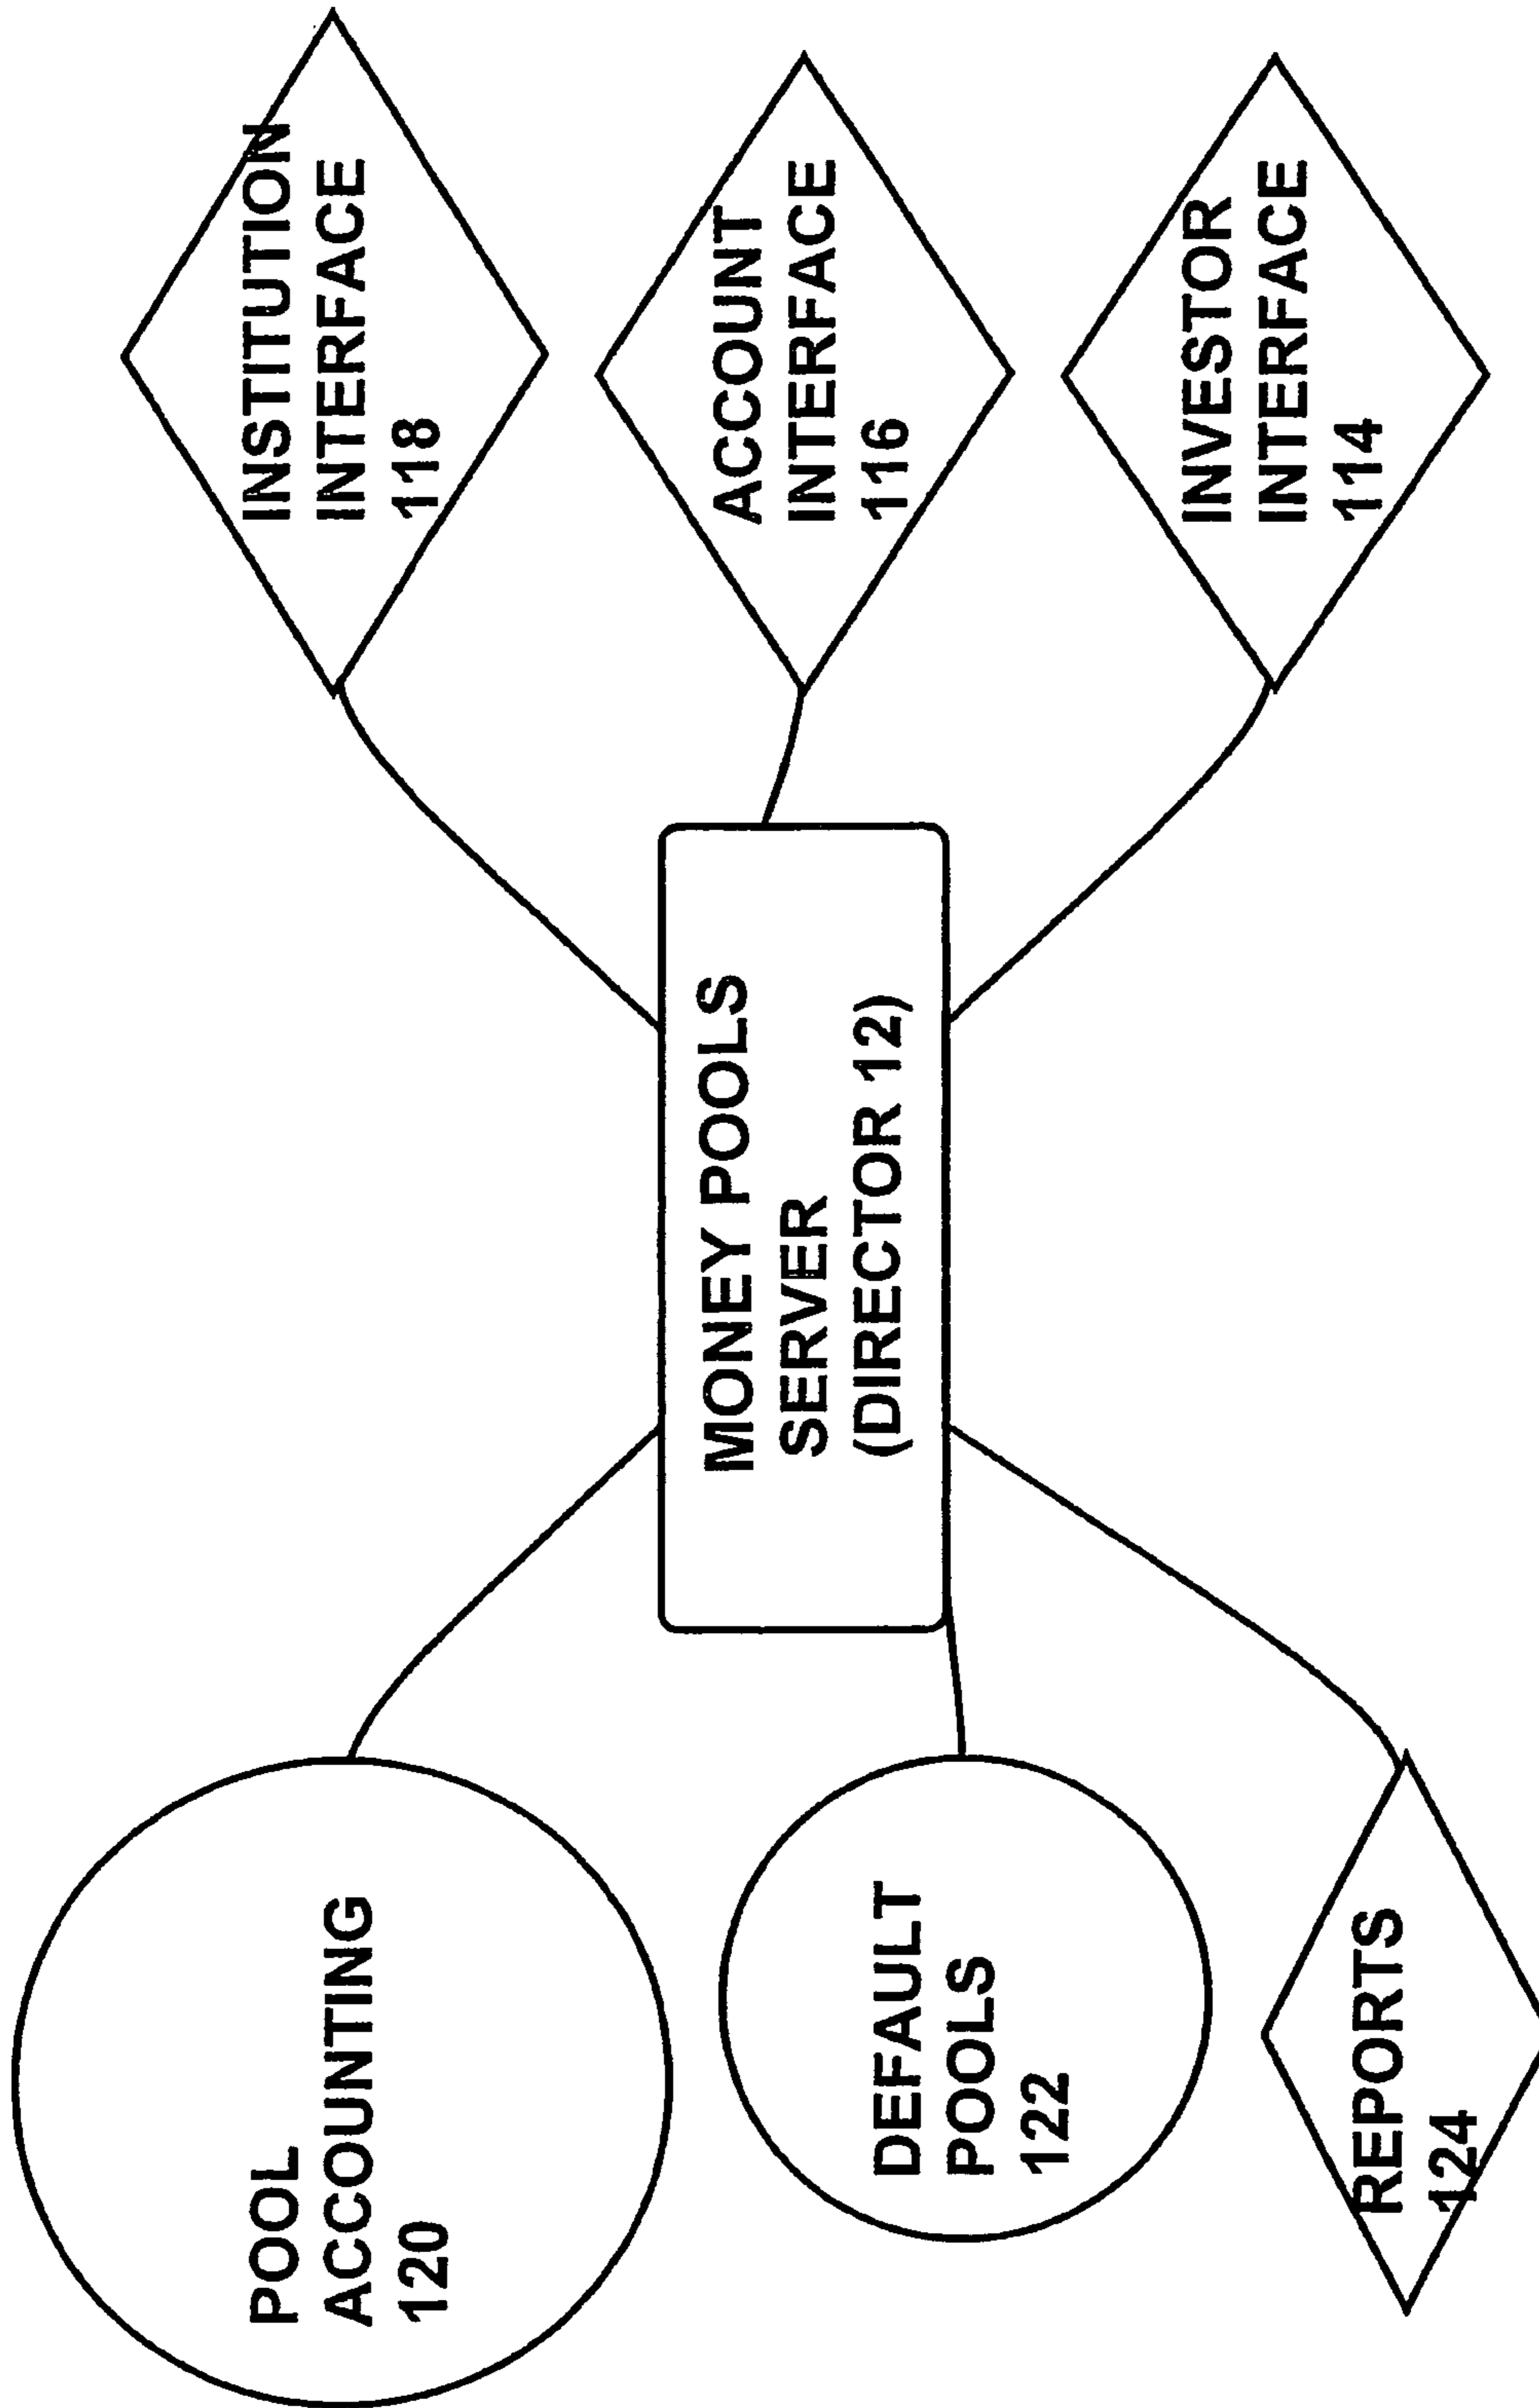 POOL
ACCOUNTING
120
INSTITUTION
INTERFACE
118
MONEY POOLS
SERVER
(DIRECTOR 12)
ACCOUNT
INTERFACE
116
DEFAULT
POOLS
122
INVESTOR
INTERFACE
114
REPORTS
124